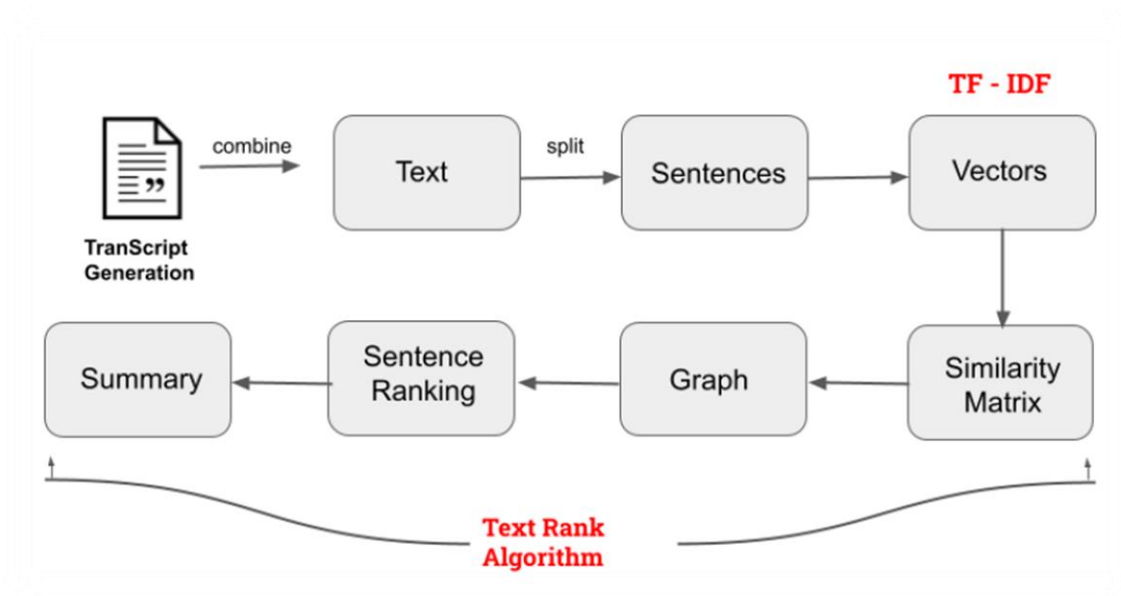 TF - IDF
combine
Text
split
Sentences
Vectors
TranScript
Generation
Summary
Sentence
Ranking
Graph
Similarity
Matrix
Text Rank
Algorithm